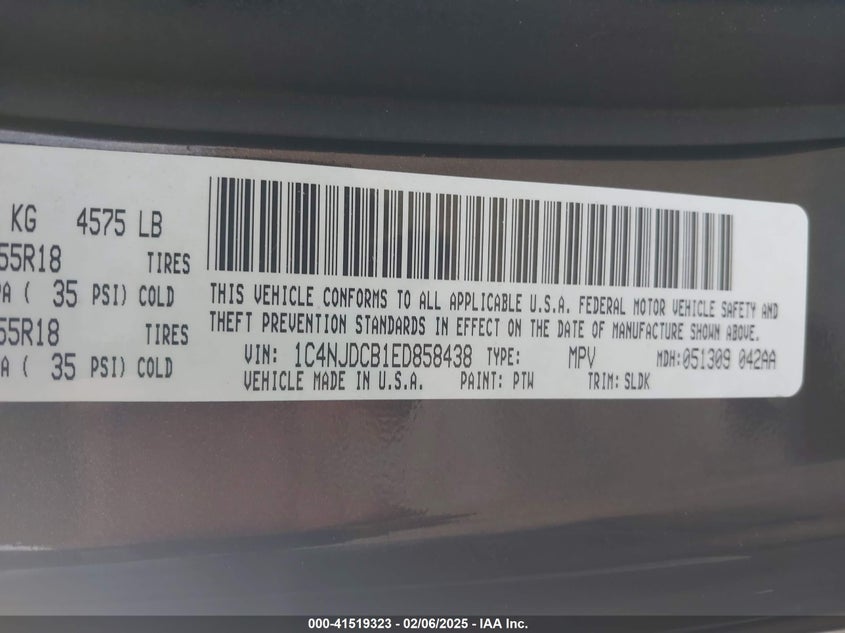 KG 4575 LB
55R18 TIRES
PA ( 35 PSI) COLD
55R18 TIRES
A ( 35 PSI) COLD
THIS VEHICLE CONFORMS TO ALL APPLICABLE U.S.A. FEDERAL MOTOR VEHICLE SAFETY AND
THEFT PREVENTION STANDARDS IN EFFECT ON THE DATE OF MANUFACTURE SHOWN ABOVE.
VIN: 1C4NJDCB1ED858438 TYPE: MPV MDH:051309 042AA
VEHICLE MADE IN U.S.A. PAINT: PTW TRIM: SLDK
000-41519323 - 02/06/2025 - IAA Inc.